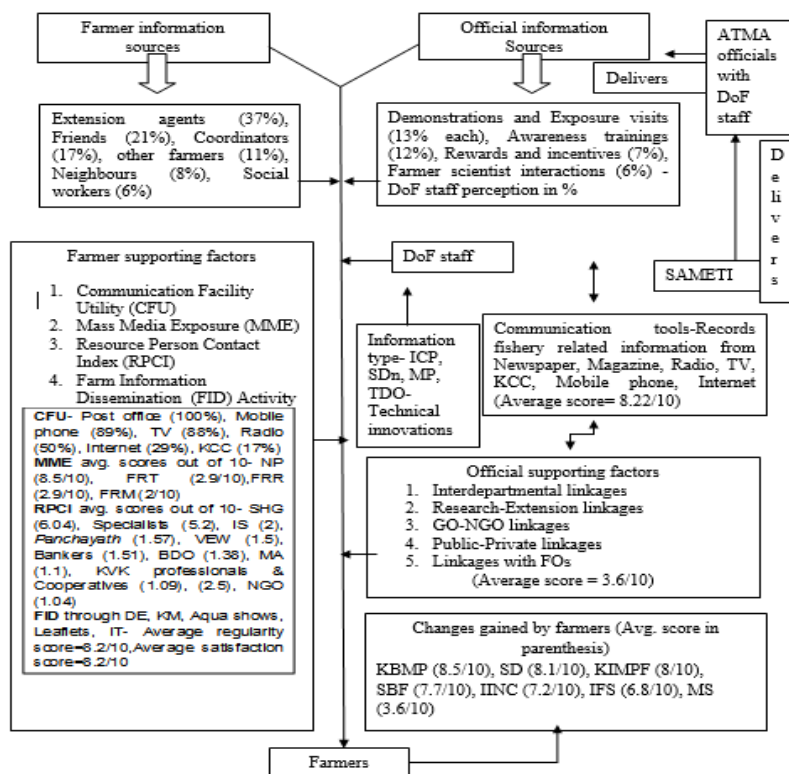 Farmer information
sources
Official information
Sources
ATMA
officials
with
DoF
staff
Delivers
Extension agents (37%),
Friends (21%), Coordinators
(17%), other farmers (11%),
Neighbours (8%), Social
workers (6%)
Demonstrations and Exposure visits
(13% each), Awareness trainings
(12%), Rewards and incentives (7%),
Farmer scientist interactions (6%) -
DoF staff perception in %
D
e
l
i
v
e
r
s
SAMETI
Farmer supporting factors
1. Communication Facility
Utility (CFU)
2. Mass Media Exposure (MME)
3. Resource Person Contact
Index (RPCI)
4. Farm Information
Dissemination (FID) Activity
CFU- Post office (100%), Mobile
phone (89%), TV (88%), Radio
(50%), Internet (29%), KCC (17%)
MME avg. scores out of 10- NP
(8.5/10), FRT (2.9/10),FRR
(2.9/10), FRM (2/10)
RPCI avg. scores out of 10- SHG
(6.04), Specialists (5.2), IS (2),
Panchayath (1.57), VEW (1.5),
Bankers (1.51), BDO (1.38), MA
(1.1), KVK professionals &
Cooperatives (1.09), (2.5), NGO
(1.04)
FID through DE, KM, Aqua shows,
Leaflets, IT- Average regularity
score=8.2/10,Average satisfaction
score=8.2/10
DoF staff
Information
type- ICP,
SDn, MP,
TDO-
Technical
innovations
Communication tools-Records
fishery related information from
Newspaper, Magazine, Radio, TV,
KCC, Mobile phone, Internet
(Average score= 8.22/10)
Official supporting factors
1. Interdepartmental linkages
2. Research-Extension linkages
3. GO-NGO linkages
4. Public-Private linkages
5. Linkages with FOs
(Average score = 3.6/10)
Changes gained by farmers (Avg. score in
parenthesis)
KBMP (8.5/10), SD (8.1/10), KIMPF (8/10),
SBF (7.7/10), IINC (7.2/10), IFS (6.8/10), MS
(3.6/10)
Farmers